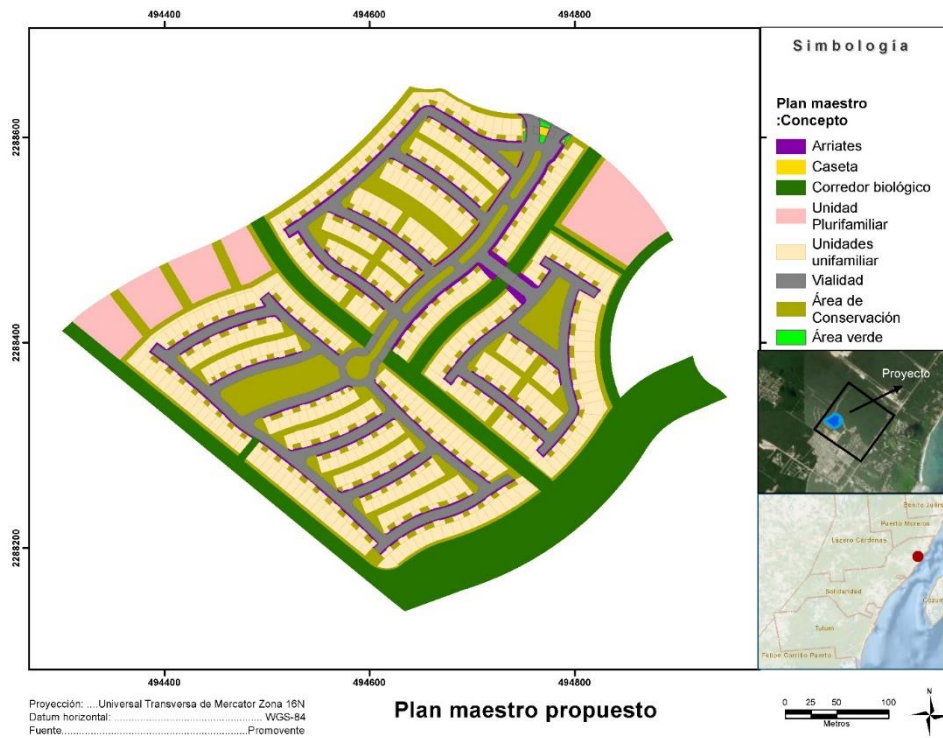 494400
494600
494800
2288600
2288400
2288200
Simbología
Plan maestro
:Concepto
Arriates
Caseta
Corredor biológico
Unidad
Plurifamiliar
Unidades
unifamiliar
Vialidad
Área de
Conservación
Área verde
Proyecto
Benito Juárez
Puerto Morelos
Lázaro Cárdenas
Solidaridad
Tulum
Felipe Carrillo Puerto
494400
494600
494800
Proyección: ....Universal Transversa de Mercator Zona 16N
Datum horizontal: ........................................ WGS-84
Fuente......................................................Promovente
Plan maestro propuesto
100 50 0 100
Metros
N